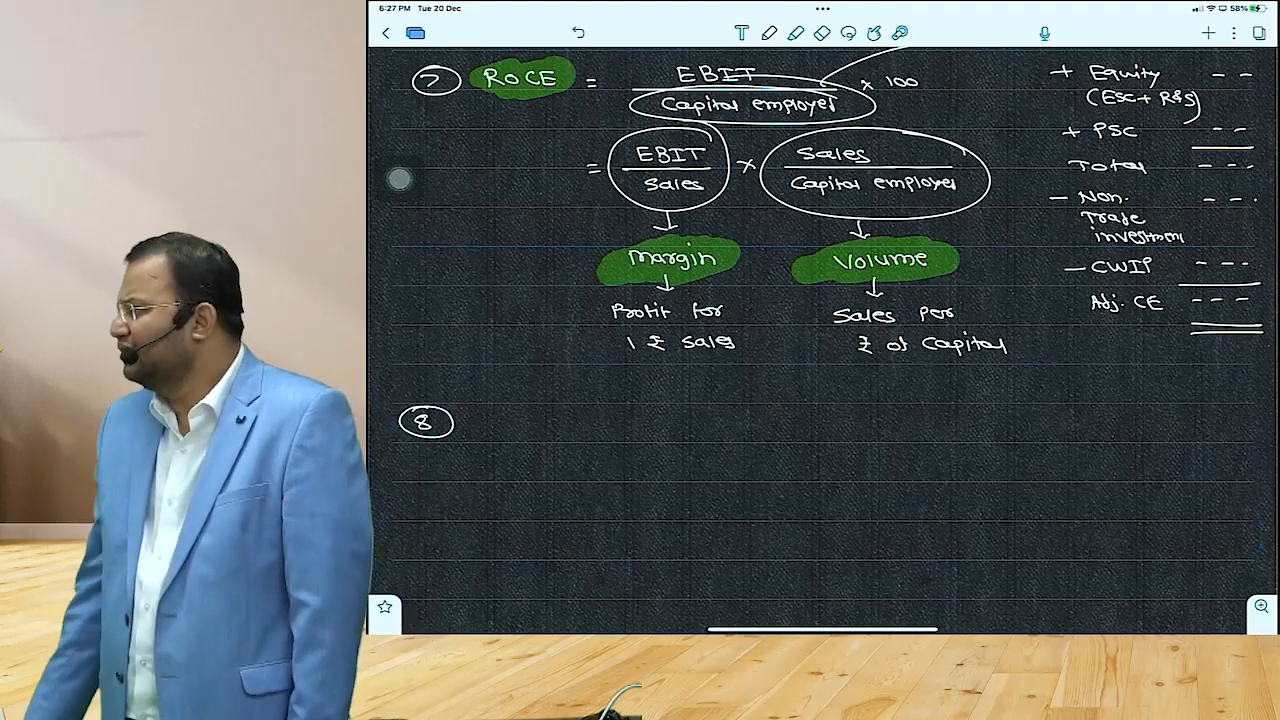 6:27 PM Tue 20 Dec
58%
7 ROCE = EBIT × 100
Capital employed
= EBIT × Sales
Sales Capital employed
Margin Volume
Profit for Sales per
1 ₹ Sales ₹ of Capital
8
+ Equity - -
(ESC + R&S)
+ PSC - -
Total - - -
- Non. - - -
Trade
investment
- CWIP - - -
Adj. CE - - -